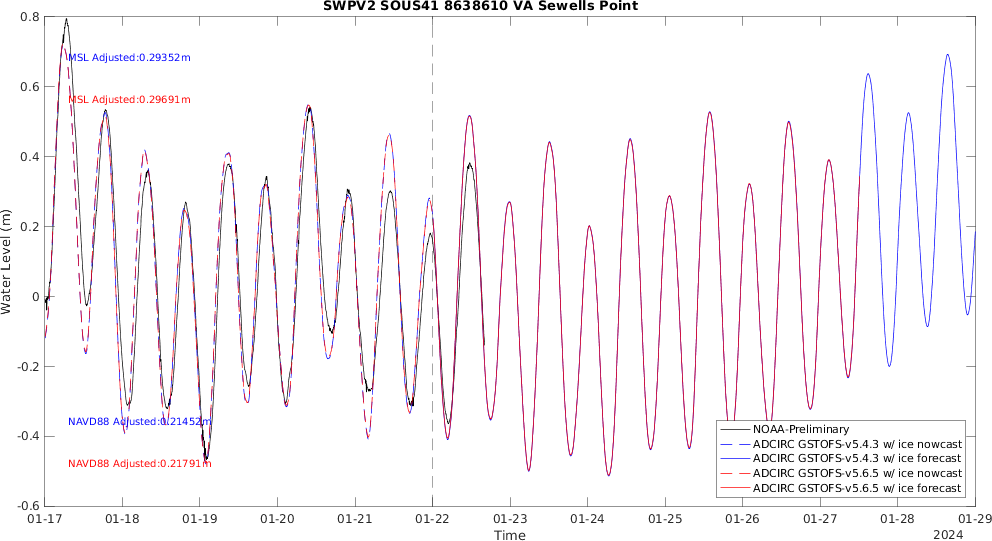 SWPV2 SOUS41 8638610 VA Sewells Point
0.8
0.6
0.4
0.2
0
-0.2
-0.4
-0.6
Water Level (m)
MSL Adjusted:0.29352m
MSL Adjusted:0.29691m
NAVD88 Adjusted:0.21452m
NAVD88 Adjusted:0.21791m
NOAA-Preliminary
ADCIRC GSTOFS-v5.4.3 w/ ice nowcast
ADCIRC GSTOFS-v5.4.3 w/ ice forecast
ADCIRC GSTOFS-v5.6.5 w/ ice nowcast
ADCIRC GSTOFS-v5.6.5 w/ ice forecast
01-17 01-18 01-19 01-20 01-21 01-22 01-23 01-24 01-25 01-26 01-27 01-28 01-29
Time
2024